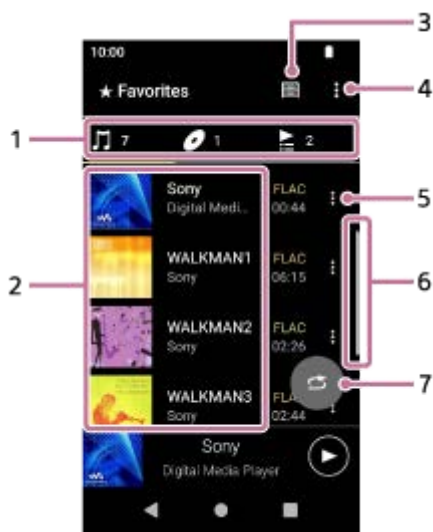 3
10:00
★ Favorites
4
1
7
1
2
Sony
FLAC
Digital Medi...
00:44
5
WALKMAN1
FLAC
Sony
06:15
6
2
WALKMAN2
FLAC
Sony
02:26
7
WALKMAN3
Sony
02:44
Sony
Digital Media Player